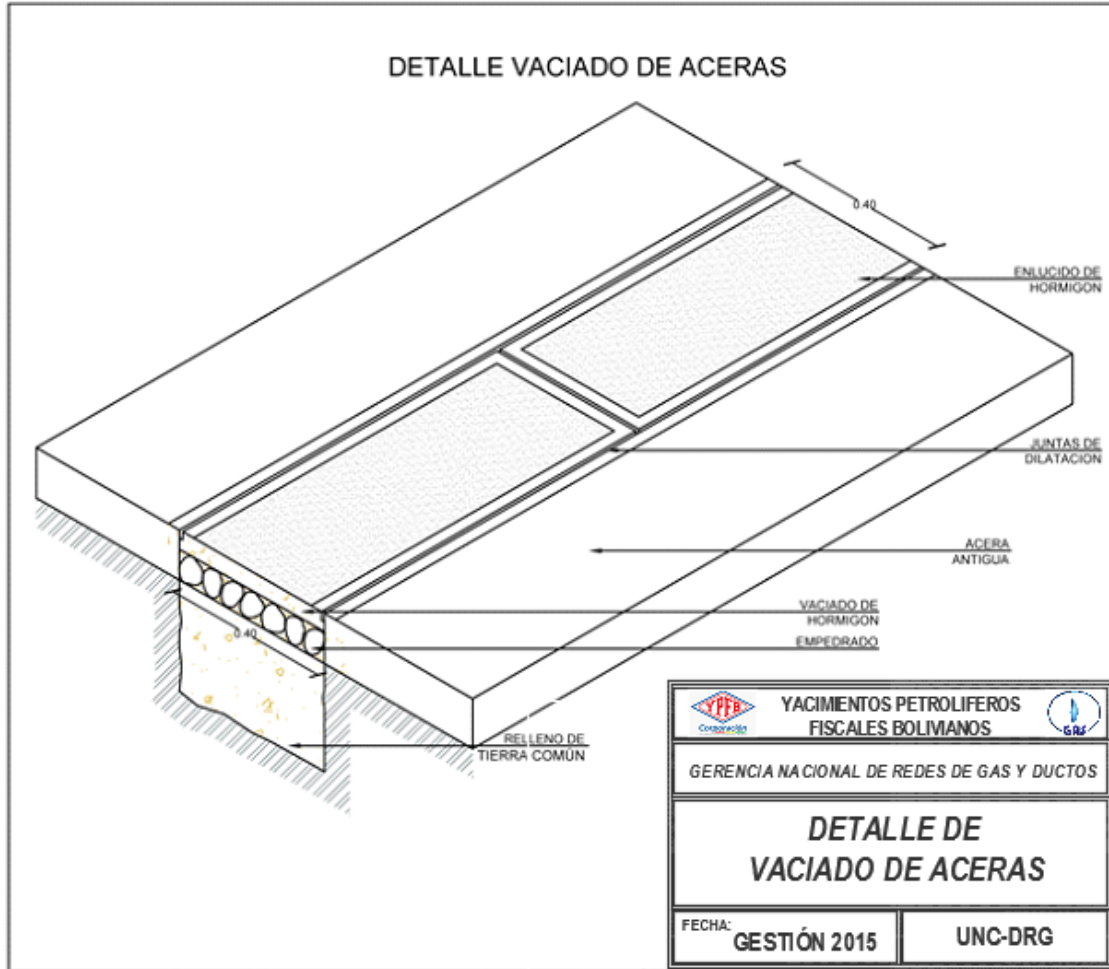 DETALLE VACIADO DE ACERAS
0.40
ENLUCIDO DE
HORMIGON
JUNTAS DE
DILATACION
ACERA
ANTIGUA
VACIADO DE
HORMIGON
0.40
EMPEDRADO
RELLENO DE
TIERRA COMÚN
YPFB
Corporación
YACIMIENTOS PETROLIFEROS
FISCALES BOLIVIANOS
GAS
GERENCIA NACIONAL DE REDES DE GAS Y DUCTOS
DETALLE DE
VACIADO DE ACERAS
FECHA:
GESTIÓN 2015
UNC-DRG